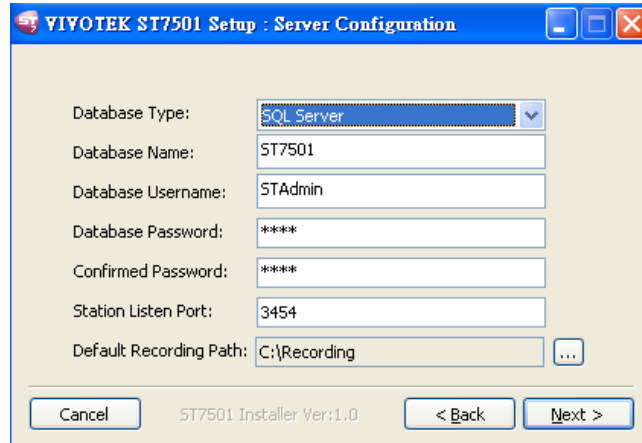 VIVOTEK ST7501 Setup : Server Configuration
Database Type: SQL Server
Database Name: ST7501
Database Username: STAdmin
Database Password: ****
Confirmed Password: ****
Station Listen Port: 3454
Default Recording Path: C:\Recording ...
Cancel ST7501 Installer Ver:1.0 < Back Next >